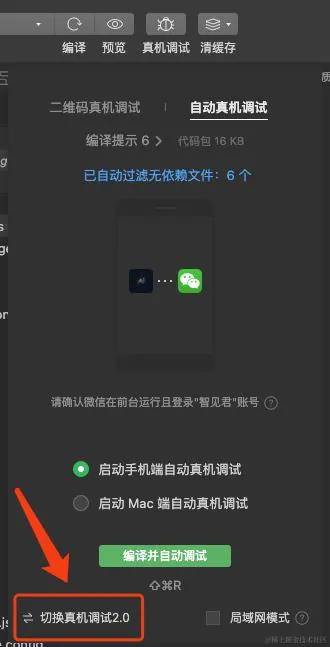 编译 预览 真机调试 清缓存
质
二维码真机调试 自动真机调试
编译提示 6 代码包 16 KB
g
已自动过滤无依赖文件：6 个
s
ge
on
请确认微信在前台运行且登录"智见君"账号 ?
启动手机端自动真机调试
启动 Mac 端自动真机调试
编译并自动调试
⇧⌘R
切换真机调试2.0 局域网模式 ?
.js
e config
@稀土掘金技术社区